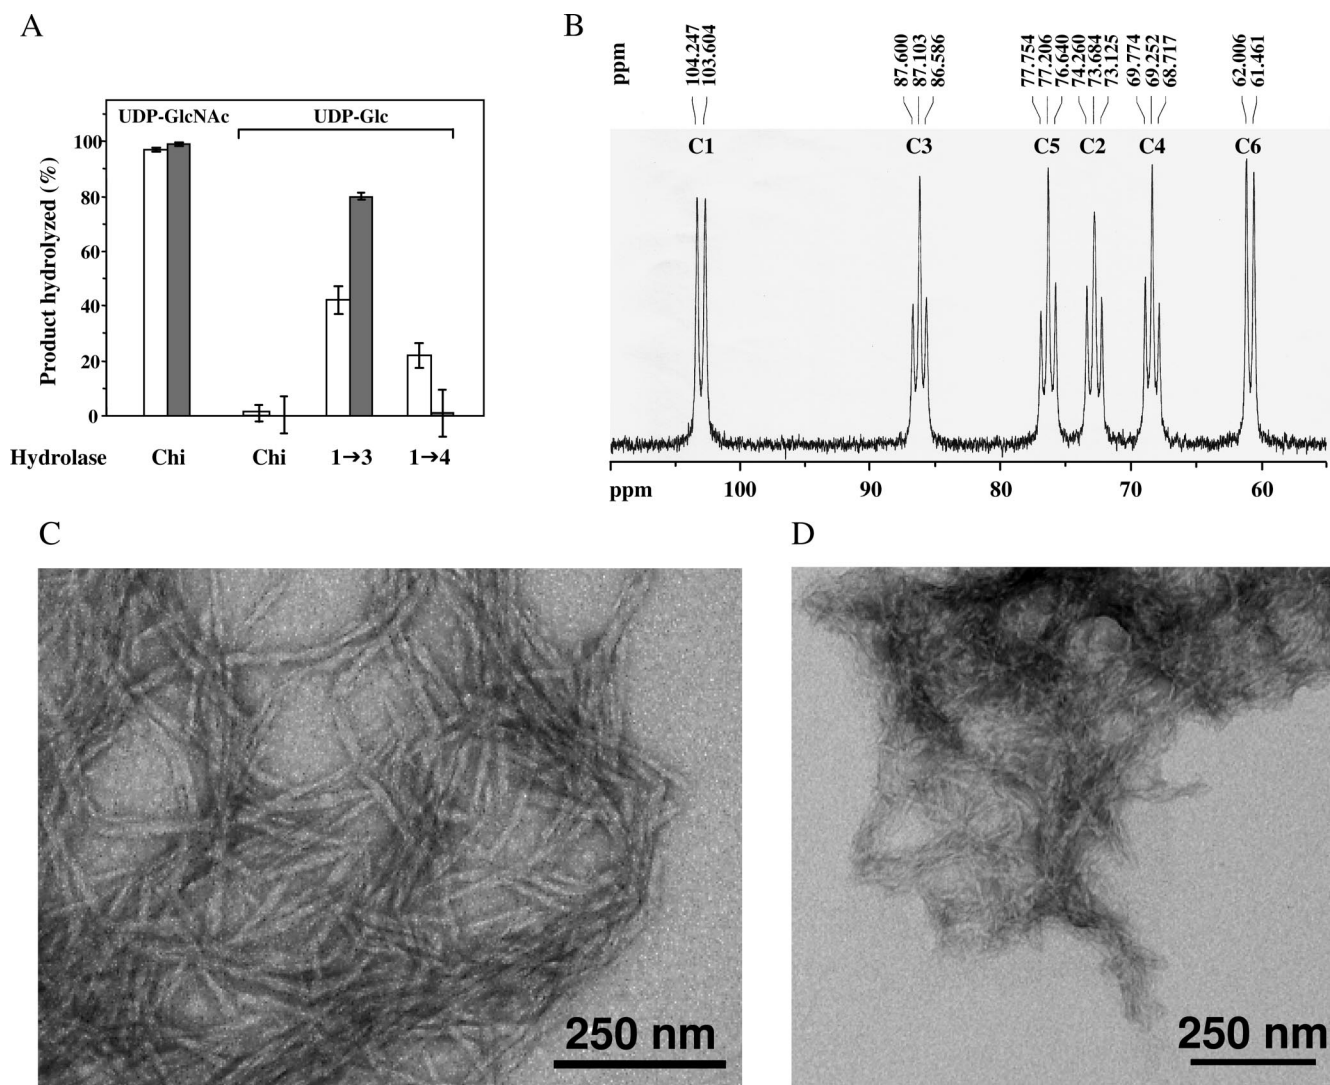 A
UDP-GlcNAc UDP-Glc
Product hydrolyzed (%)
100
80
60
40
20
0
Hydrolase Chi Chi 1→3 1→4
B
ppm
104.247
103.604
87.600
87.103
86.586
77.754
77.206
76.640
74.260
73.684
73.125
69.774
69.252
68.717
62.006
61.461
C1 C3 C5 C2 C4 C6
ppm 100 90 80 70 60
C
250 nm
D
250 nm